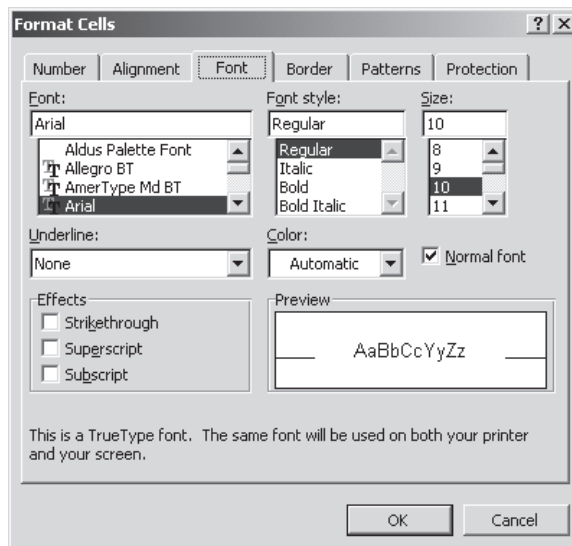 Format Cells
? X
Number Alignment Font Border Patterns Protection
Font: Font style: Size:
Arial Regular 10
Aldus Palette Font Regular 8
Allegro BT Italic 9
AmerType Md BT Bold 10
Arial Bold Italic 11
Underline: Color:
None Automatic Normal font
Effects Preview
Strikethrough
Superscript AaBbCcYyZz
Subscript
This is a TrueType font. The same font will be used on both your printer
and your screen.
OK Cancel